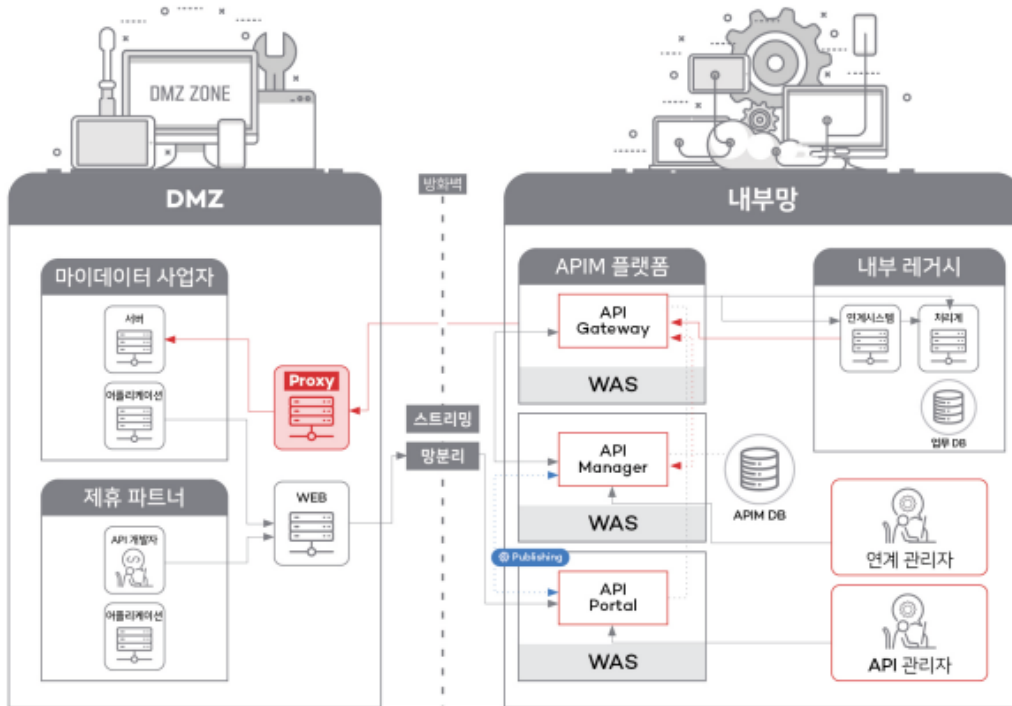 DMZ ZONE
DMZ
방화벽
내부망
마이데이터 사업자
서버
어플리케이션
Proxy
제휴 파트너
API 개발자
어플리케이션
WEB
스트리밍
망분리
APIM 플랫폼
API
Gateway
WAS
API
Manager
WAS
Publishing
API
Portal
WAS
APIM DB
내부 레거시
연계시스템
처리계
업무 DB
연계 관리자
API 관리자